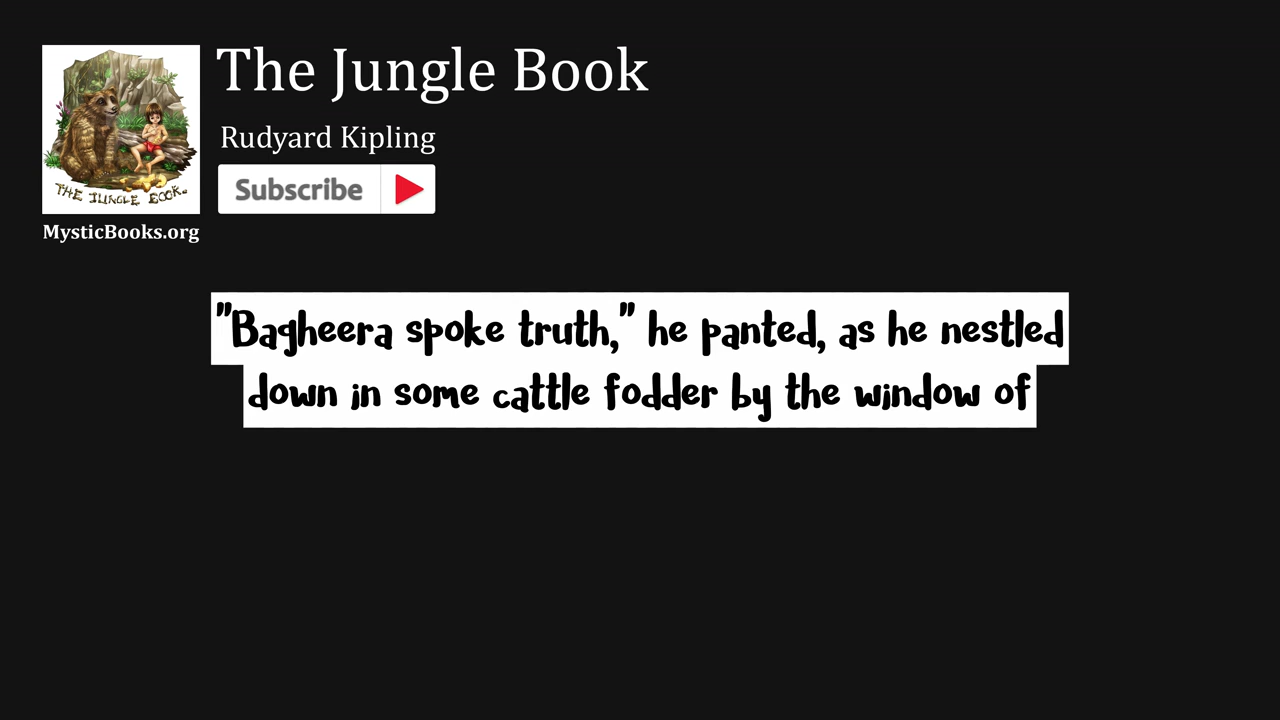 The Jungle Book
Rudyard Kipling
Subscribe
THE JUNGLE BOOK.
MysticBooks.org
"Bagheera spoke truth," he panted, as he nestled
down in some cattle fodder by the window of